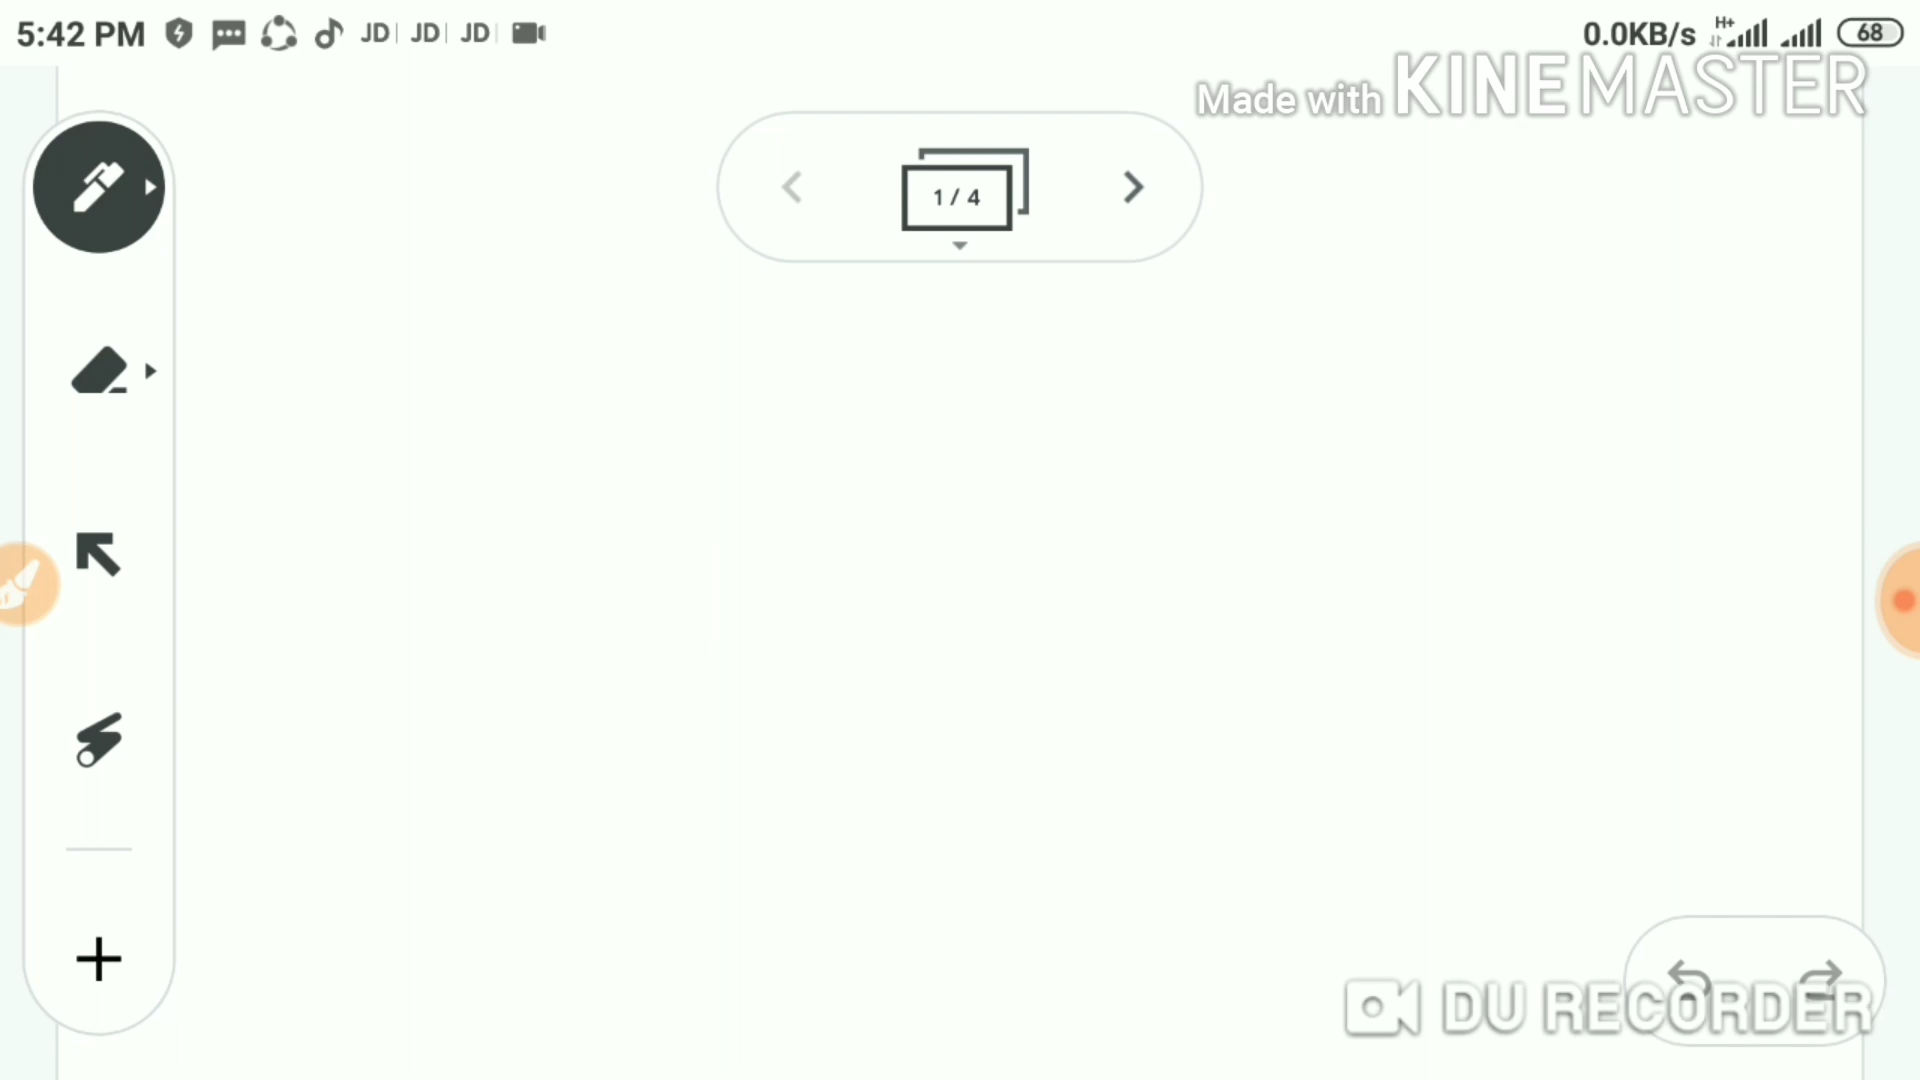 5:42 PM JD JD JD 0.0KB/s H+ 68
Made with KINEMASTER
1 / 4
DU RECORDER